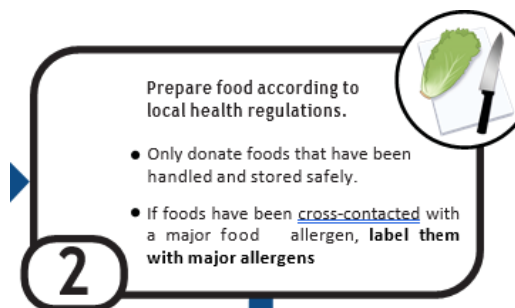 Prepare food according to
local health regulations.
● Only donate foods that have been
handled and stored safely.
● If foods have been cross-contacted with
a major food allergen, label them
with major allergens
2